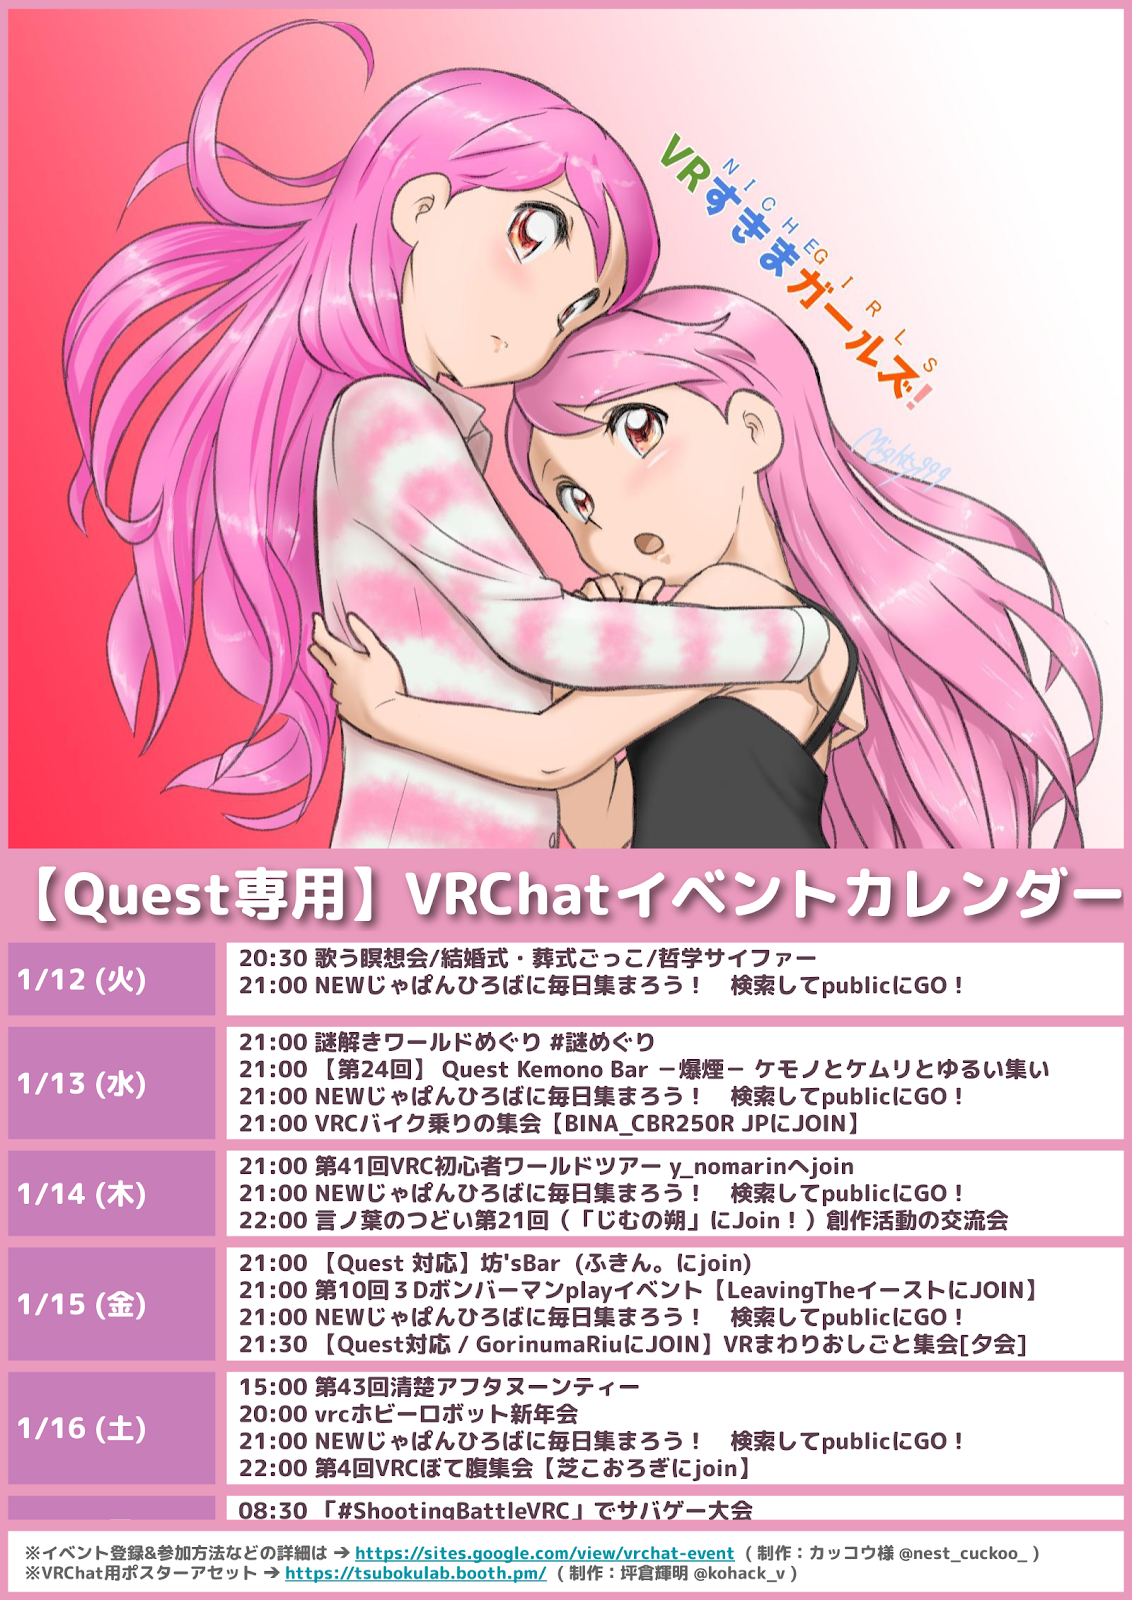 NICHE GIRLS
VRすきまガールズ!
Mighty999
【Quest専用】VRChatイベントカレンダー
1/12 (火)
20:30 歌う瞑想会/結婚式・葬式ごっこ/哲学サイファー
21:00 NEWじゃぱんひろばに毎日集まろう！　検索してpublicにGO！
1/13 (水)
21:00 謎解きワールドめぐり #謎めぐり
21:00 【第24回】 Quest Kemono Bar －爆煙－ ケモノとケムリとゆるい集い
21:00 NEWじゃぱんひろばに毎日集まろう！　検索してpublicにGO！
21:00 VRCバイク乗りの集会【BINA_CBR250R JPにJOIN】
1/14 (木)
21:00 第41回VRC初心者ワールドツアー y_nomarinへjoin
21:00 NEWじゃぱんひろばに毎日集まろう！　検索してpublicにGO！
22:00 言ノ葉のつどい第21回（「じむの朔」にJoin！）創作活動の交流会
1/15 (金)
21:00 【Quest 対応】坊'sBar (ふきん。にjoin)
21:00 第10回３Dボンバーマンplayイベント【LeavingTheイーストにJOIN】
21:00 NEWじゃぱんひろばに毎日集まろう！　検索してpublicにGO！
21:30 【Quest対応 / GorinumaRiuにJOIN】VRまわりおしごと集会[夕会]
1/16 (土)
15:00 第43回清楚アフタヌーンティー
20:00 vrcホビーロボット新年会
21:00 NEWじゃぱんひろばに毎日集まろう！　検索してpublicにGO！
22:00 第4回VRCぽて腹集会【芝こおろぎにjoin】
08:30 「#ShootingBattleVRC」でサバゲー大会
※イベント登録&参加方法などの詳細は ➔ https://sites.google.com/view/vrchat-event ( 制作：カッコウ様 @nest_cuckoo_ )
※VRChat用ポスターアセット ➔ https://tsubokulab.booth.pm/ ( 制作：坪倉輝明 @kohack_v )